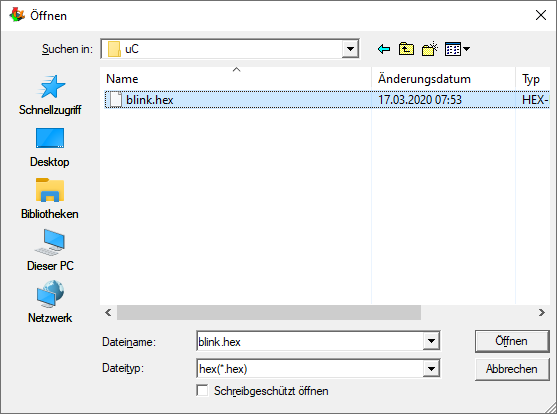 Öffnen
Suchen in: uC
Name Änderungsdatum Typ
blink.hex 17.03.2020 07:53 HEX-
Schnellzugriff
Desktop
Bibliotheken
Dieser PC
Netzwerk
Dateiname: blink.hex Öffnen
Dateityp: hex(*.hex) Abbrechen
Schreibgeschützt öffnen